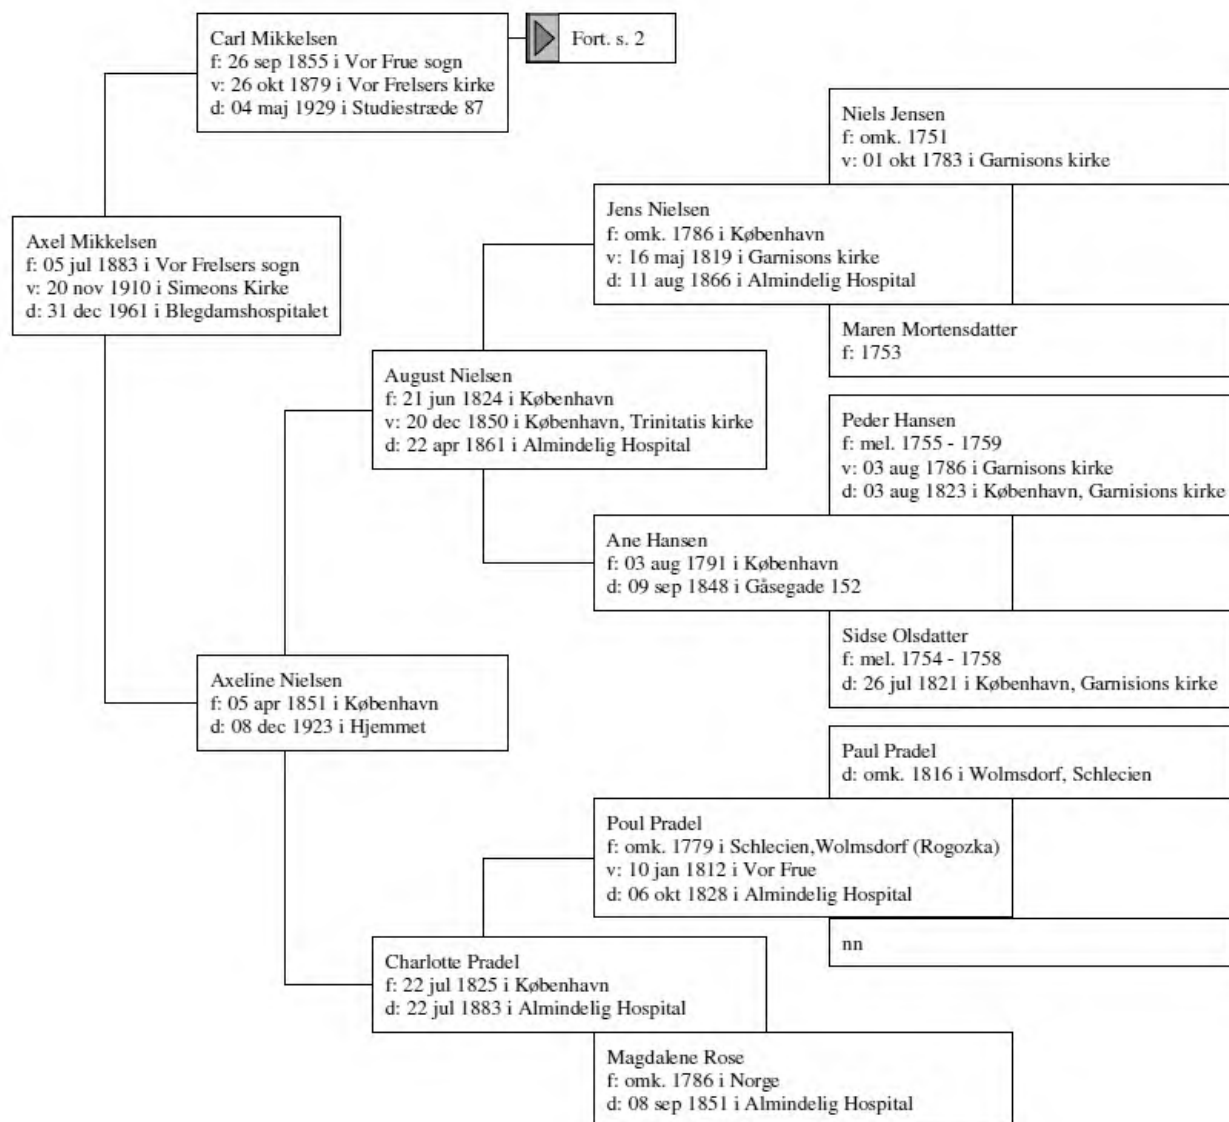 Carl Mikkelsen
f: 26 sep 1855 i Vor Frue sogn
v: 26 okt 1879 i Vor Frelsers kirke
d: 04 maj 1929 i Studiestræde 87
Fort. s. 2
Niels Jensen
f: omk. 1751
v: 01 okt 1783 i Garnisons kirke
Jens Nielsen
f: omk. 1786 i København
v: 16 maj 1819 i Garnisons kirke
d: 11 aug 1866 i Almindelig Hospital
Axel Mikkelsen
f: 05 jul 1883 i Vor Frelsers sogn
v: 20 nov 1910 i Simeons Kirke
d: 31 dec 1961 i Blegdamshospitalet
Maren Mortensdatter
f: 1753
August Nielsen
f: 21 jun 1824 i København
v: 20 dec 1850 i København, Trinitatis kirke
d: 22 apr 1861 i Almindelig Hospital
Peder Hansen
f: mel. 1755 - 1759
v: 03 aug 1786 i Garnisons kirke
d: 03 aug 1823 i København, Garnisions kirke
Ane Hansen
f: 03 aug 1791 i København
d: 09 sep 1848 i Gåsegade 152
Sidse Olsdatter
f: mel. 1754 - 1758
d: 26 jul 1821 i København, Garnisions kirke
Axeline Nielsen
f: 05 apr 1851 i København
d: 08 dec 1923 i Hjemmet
Paul Pradel
d: omk. 1816 i Wolmsdorf, Schlecien
Poul Pradel
f: omk. 1779 i Schlecien,Wolmsdorf (Rogozka)
v: 10 jan 1812 i Vor Frue
d: 06 okt 1828 i Almindelig Hospital
nn
Charlotte Pradel
f: 22 jul 1825 i København
d: 22 jul 1883 i Almindelig Hospital
Magdalene Rose
f: omk. 1786 i Norge
d: 08 sep 1851 i Almindelig Hospital